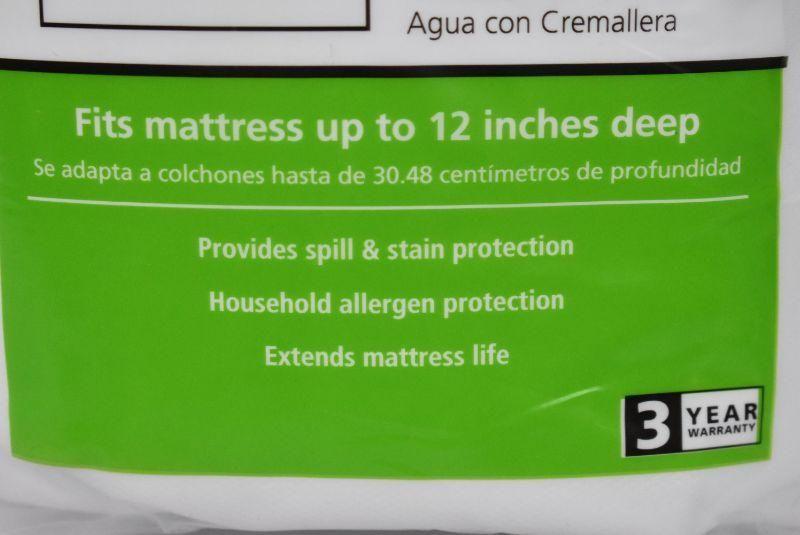 Agua con Cremallera
Fits mattress up to 12 inches deep
Se adapta a colchones hasta de 30.48 centímetros de profundidad
Provides spill & stain protection
Household allergen protection
Extends mattress life
3 YEAR
WARRANTY